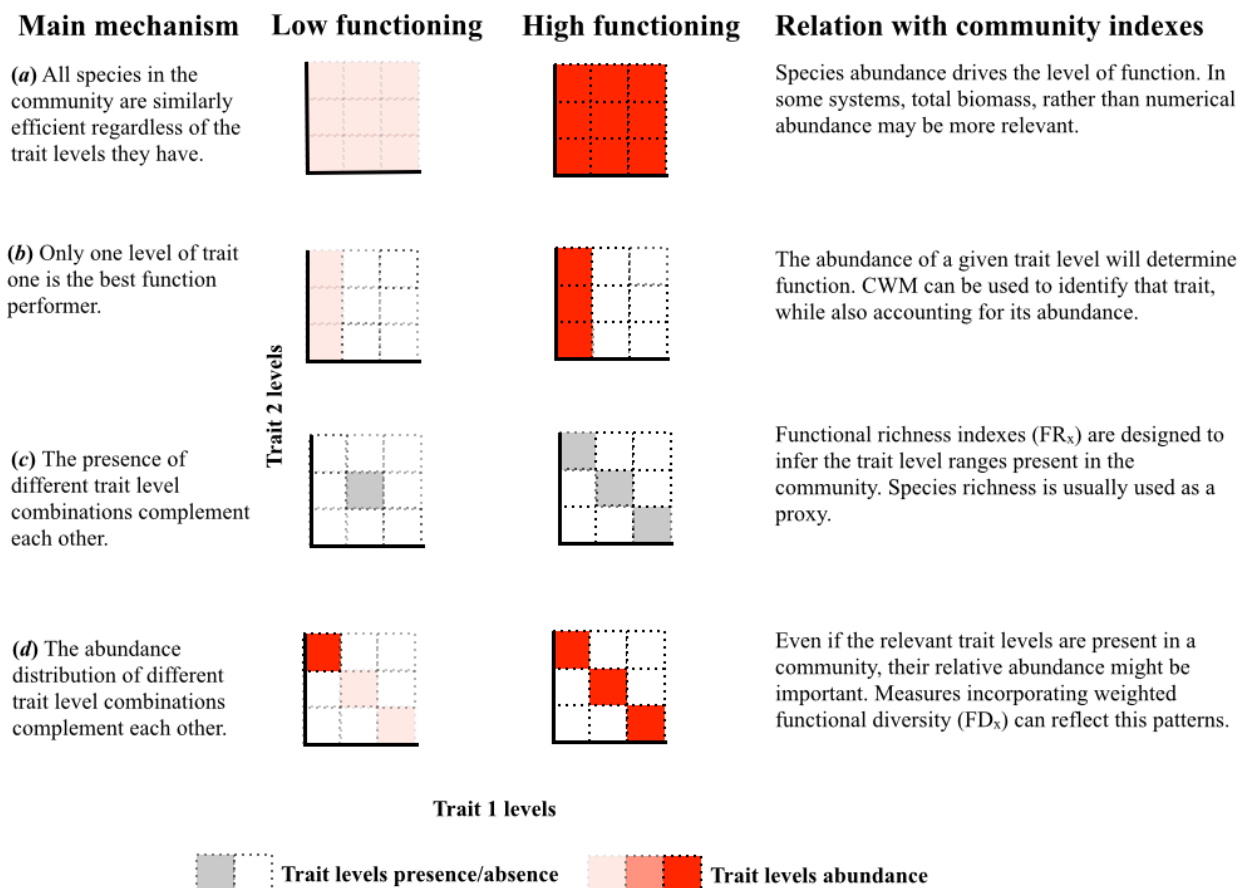 Main mechanism Low functioning High functioning Relation with community indexes
(a) All species in the
community are similarly
efficient regardless of the
trait levels they have.
Species abundance drives the level of function. In
some systems, total biomass, rather than numerical
abundance may be more relevant.
(b) Only one level of trait
one is the best function
performer.
The abundance of a given trait level will determine
function. CWM can be used to identify that trait,
while also accounting for its abundance.
Trait 2 levels
(c) The presence of
different trait level
combinations complement
each other.
Functional richness indexes (FRx) are designed to
infer the trait level ranges present in the
community. Species richness is usually used as a
proxy.
(d) The abundance
distribution of different
trait level combinations
complement each other.
Even if the relevant trait levels are present in a
community, their relative abundance might be
important. Measures incorporating weighted
functional diversity (FDx) can reflect this patterns.
Trait 1 levels
Trait levels presence/absence
Trait levels abundance